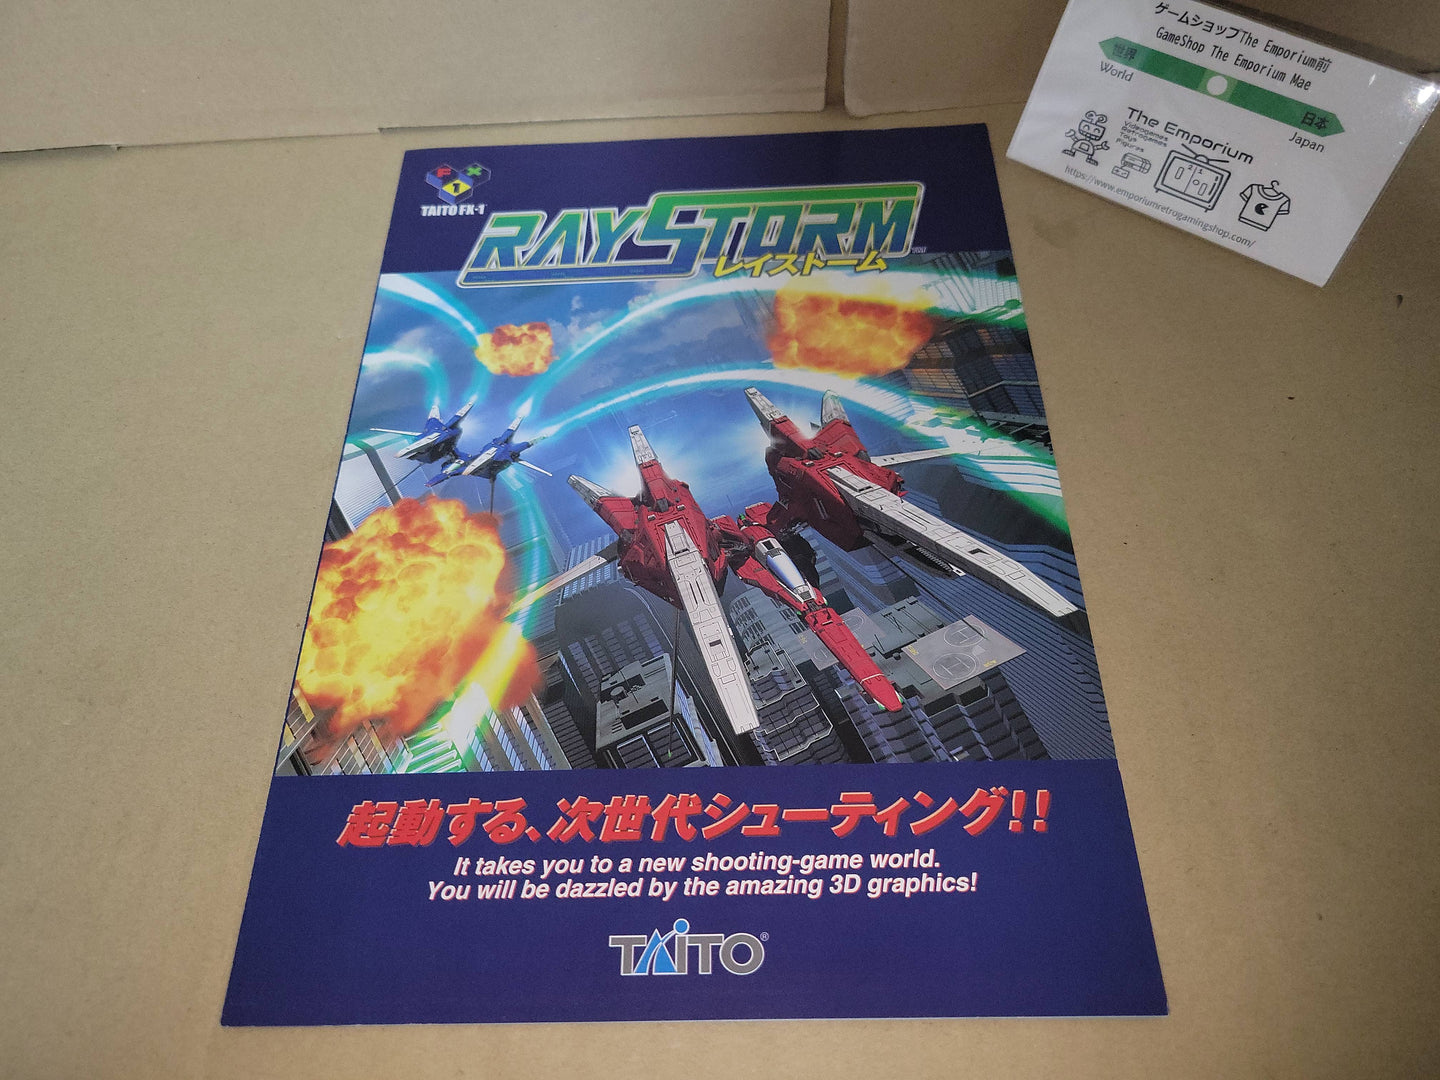 F X
1
TAITO FX-1
RAYSTORM
TM
レイストーム
起動する、次世代シューティング!!
It takes you to a new shooting-game world.
You will be dazzled by the amazing 3D graphics!
TAITO®
ゲームショップThe Emporium前
GameShop The Emporium Mae
世界
World
日本
Japan
The Emporium
Videogames
Retrogames
Toys
Figures
https://www.emporiumretrogamingshop.com/